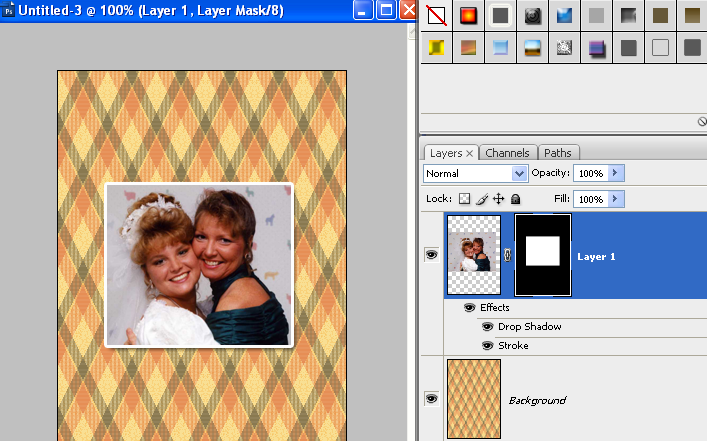 Untitled-3 @ 100% (Layer 1, Layer Mask/8)
Layers Channels Paths
Normal Opacity: 100%
Lock: Fill: 100%
Layer 1
Effects
Drop Shadow
Stroke
Background